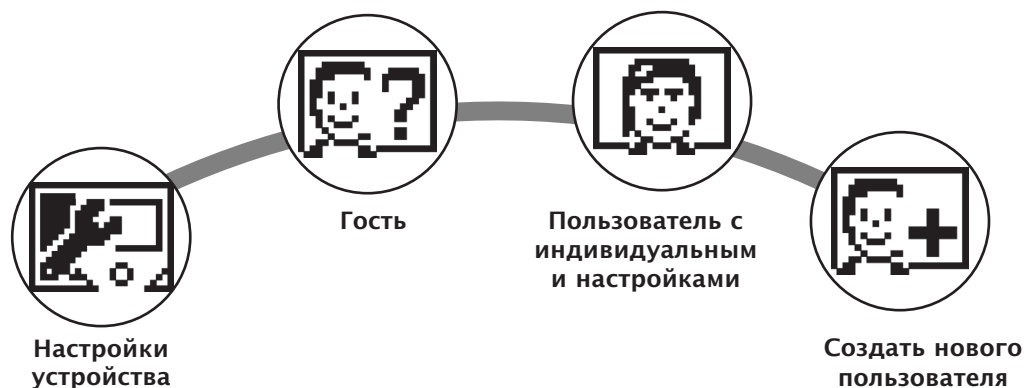 Гость
Пользователь с
индивидуальным
и настройками
Настройки
устройства
Создать нового
пользователя